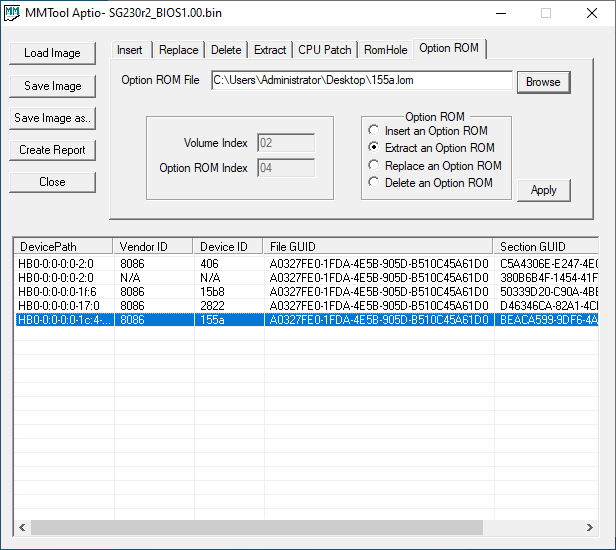 MMTool Aptio- SG230r2_BIOS1.00.bin
Load Image
Save Image
Save Image as..
Create Report
Close
Insert Replace Delete Extract CPU Patch RomHole Option ROM
Option ROM File C:\Users\Administrator\Desktop\155a.lom Browse
Volume Index 02
Option ROM Index 04
Option ROM
Insert an Option ROM
Extract an Option ROM
Replace an Option ROM
Delete an Option ROM
Apply
DevicePath Vendor ID Device ID File GUID Section GUID
HB0-0:0:0:0-2:0 8086 406 A0327FE0-1FDA-4E5B-905D-B510C45A61D0 C5A4306E-E247-4E
HB0-0:0:0:0-2:0 N/A N/A A0327FE0-1FDA-4E5B-905D-B510C45A61D0 380B6B4F-1454-41F
HB0-0:0:0:0-1f:6 8086 15b8 A0327FE0-1FDA-4E5B-905D-B510C45A61D0 50339D20-C90A-4BE
HB0-0:0:0:0-17:0 8086 2822 A0327FE0-1FDA-4E5B-905D-B510C45A61D0 D46346CA-82A1-4C
HB0-0:0:0:0-1c:4-... 8086 155a A0327FE0-1FDA-4E5B-905D-B510C45A61D0 BEACA599-9DF6-4A